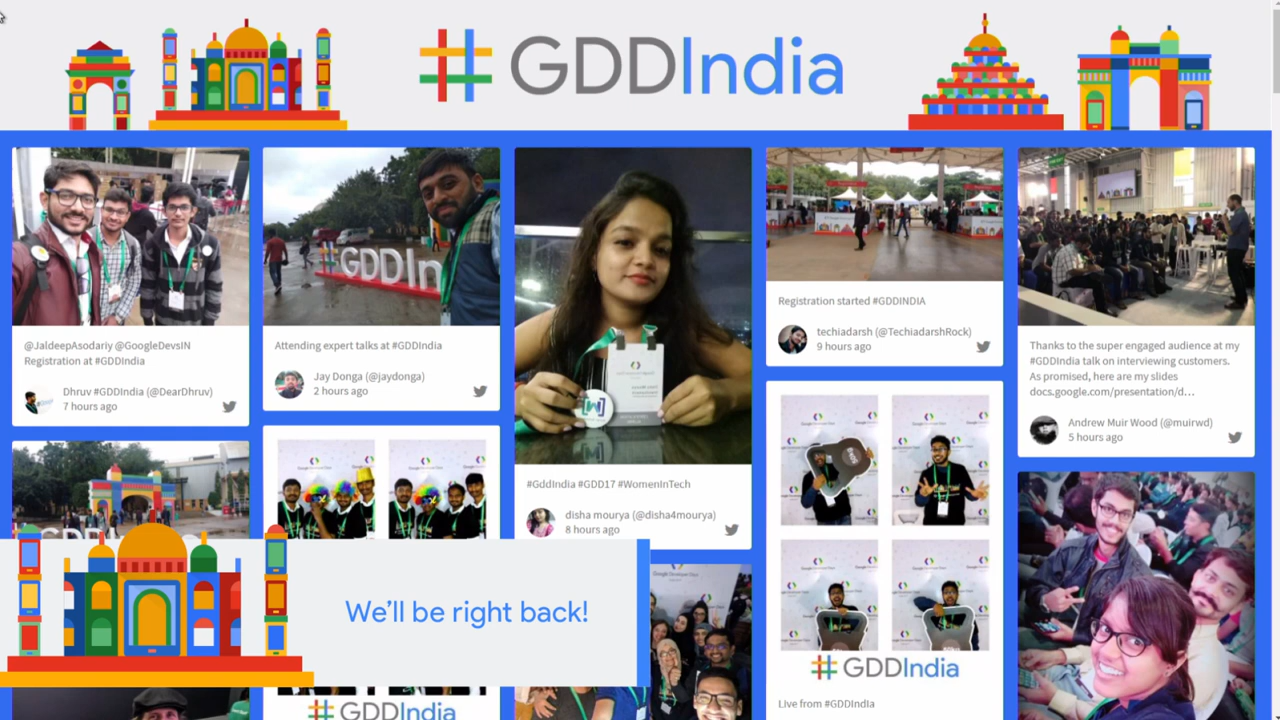 #GDDIndia
@JaldeepAsodariy @GoogleDevsIN
Registration at #GDDIndia
Dhruv #GDDIndia (@DearDhruv)
7 hours ago
#GDDIn
Attending expert talks at #GDDIndia
Jay Donga (@jaydonga)
2 hours ago
#GDDIndia
#GddIndia #GDD17 #WomenInTech
disha mourya (@disha4mourya)
8 hours ago
Registration started #GDDINDIA
techiadarsh (@TechiadarshRock)
9 hours ago
#GDDIndia
Live from #GDDIndia
Thanks to the super engaged audience at my
#GDDIndia talk on interviewing customers.
As promised, here are my slides
docs.google.com/presentation/d…
Andrew Muir Wood (@muirwd)
5 hours ago
We'll be right back!